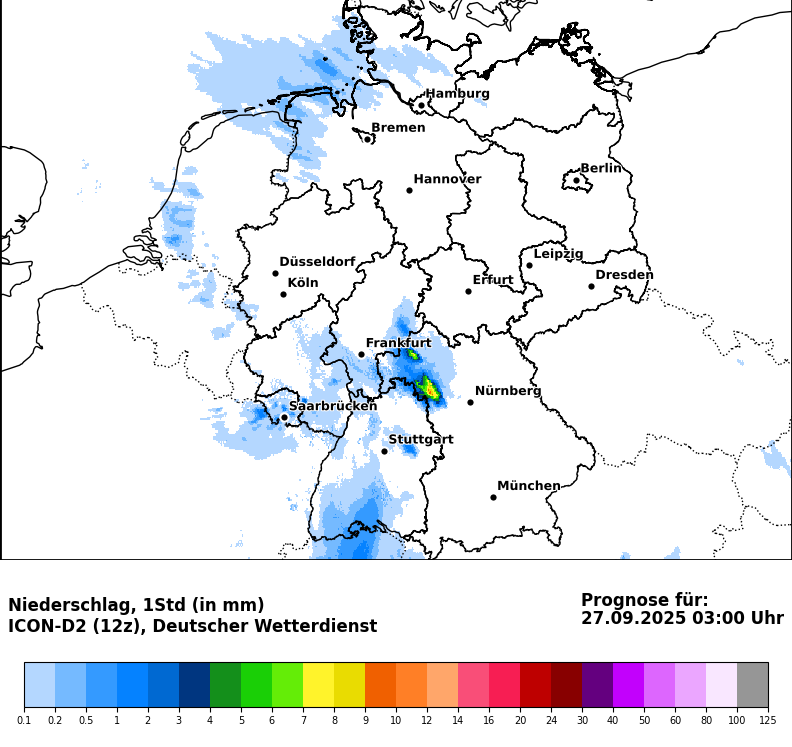 Hamburg
Bremen
Berlin
Hannover
Leipzig
Düsseldorf
Dresden
Köln
Erfurt
Frankfurt
Nürnberg
Saarbrücken
Stuttgart
München
Niederschlag, 1Std (in mm)
ICON-D2 (12z), Deutscher Wetterdienst
Prognose für:
27.09.2025 03:00 Uhr
0.1 0.2 0.5 1 2 3 4 5 6 7 8 9 10 12 14 16 20 24 30 40 50 60 80 100 125